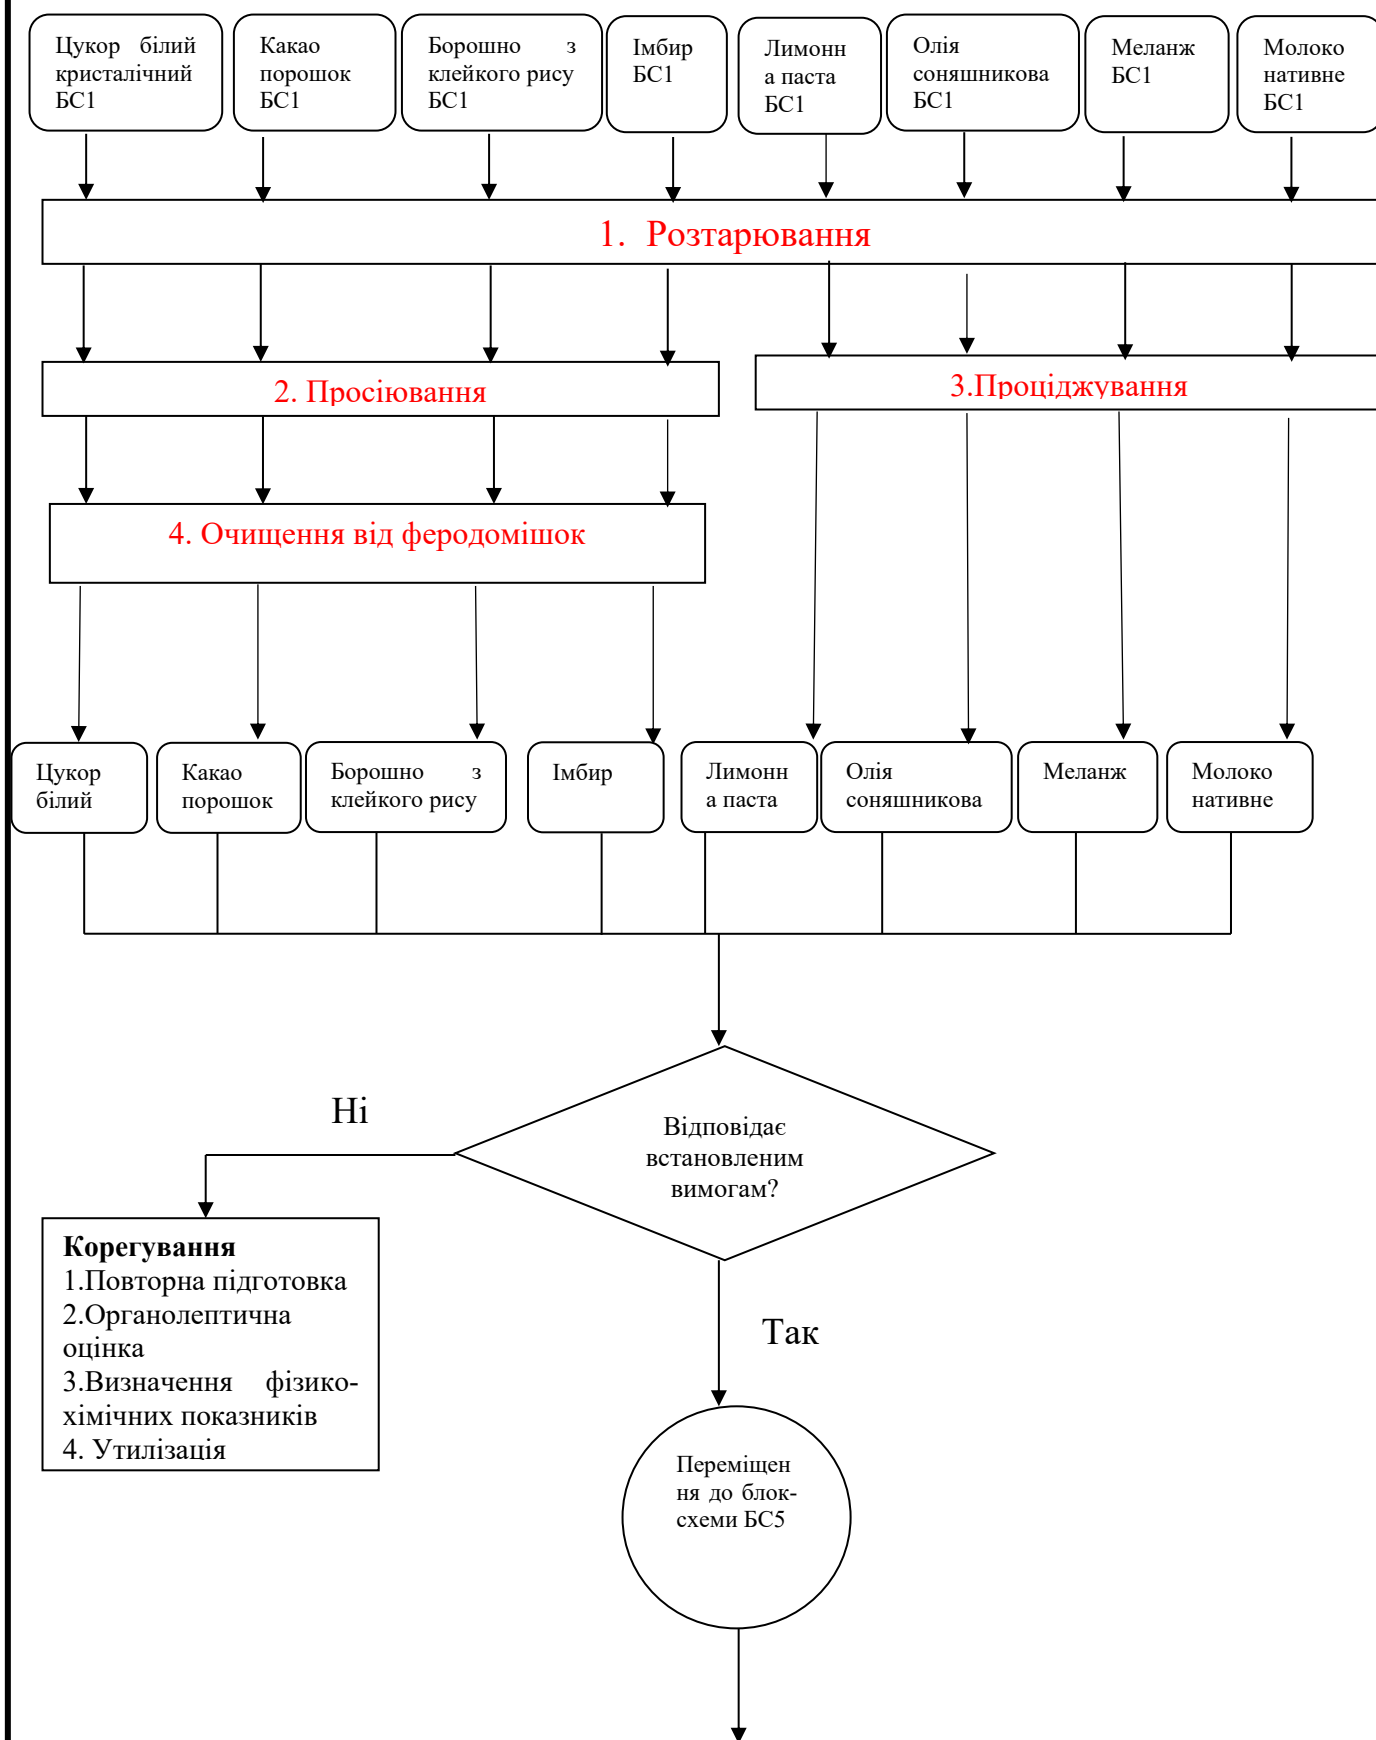 Цукор білий
кристалічний
БС1
Какао
порошок
БС1
Борошно з
клейкого рису
БС1
Імбир
БС1
Лимонн
а паста
БС1
Олія
соняшникова
БС1
Меланж
БС1
Молоко
нативне
БС1
1. Розтарювання
2. Просіювання
3.Проціджування
4. Очищення від феродомішок
Цукор
білий
Какао
порошок
Борошно з
клейкого рису
Імбир
Лимонн
а паста
Олія
соняшникова
Меланж
Молоко
нативне
Ні
Відповідає
встановленим
вимогам?
Корегування
1.Повторна підготовка
2.Органолептична
оцінка
3.Визначення фізико-
хімічних показників
4. Утилізація
Так
Переміщен
ня до блок-
схеми БС5